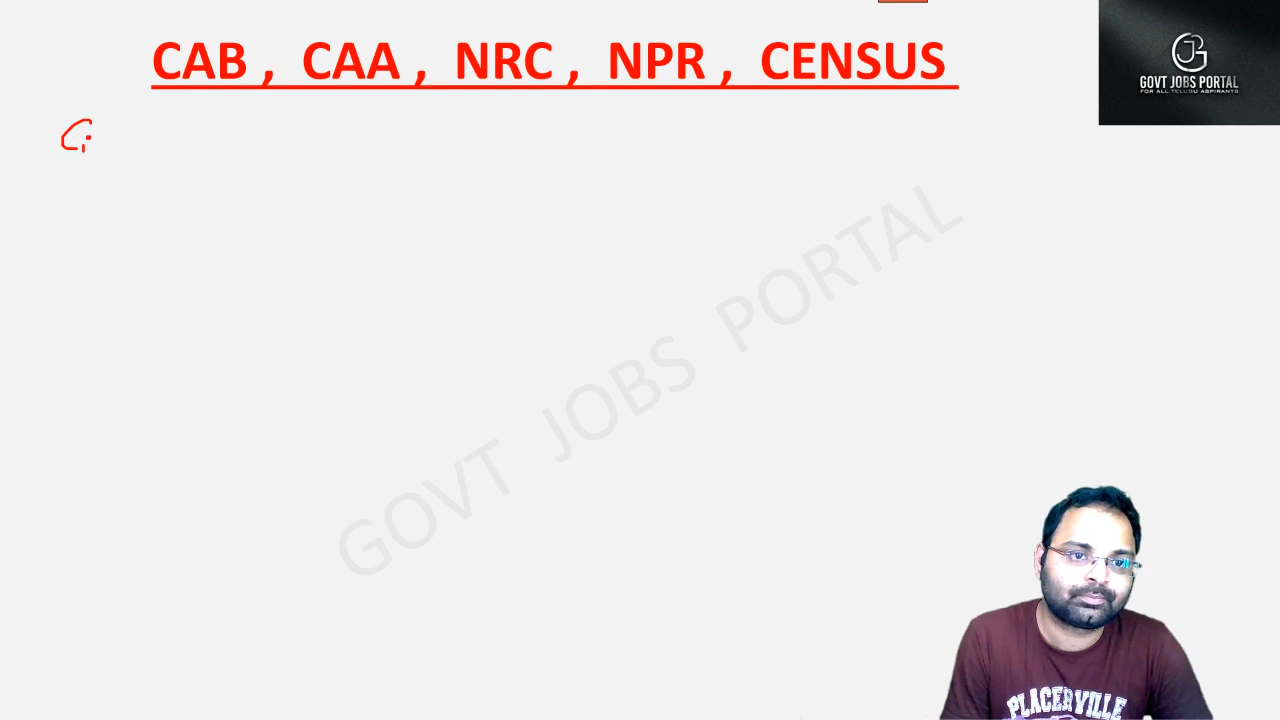 CAB , CAA , NRC , NPR , CENSUS
GOVT JOBS PORTAL
FOR ALL TELUGU ASPIRANTS
GOVT JOBS PORTAL
PLACERVILLE